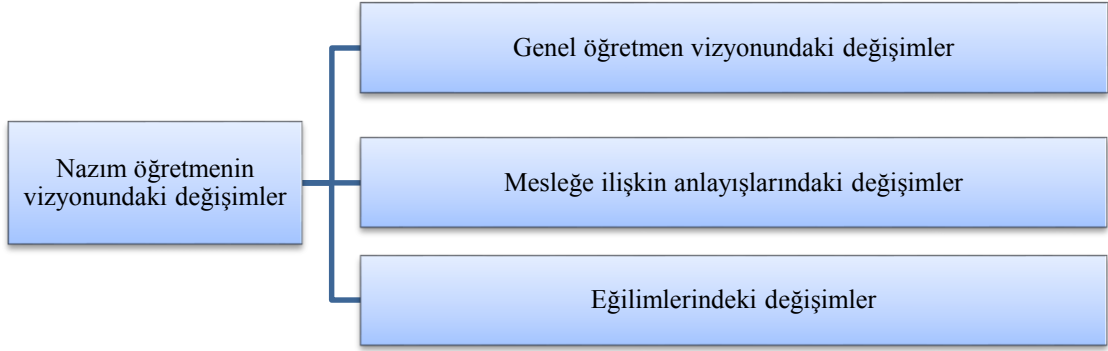 Genel öğretmen vizyonundaki değişimler
Nazım öğretmenin
vizyonundaki değişimler
Mesleğe ilişkin anlayışlarındaki değişimler
Eğilimlerindeki değişimler